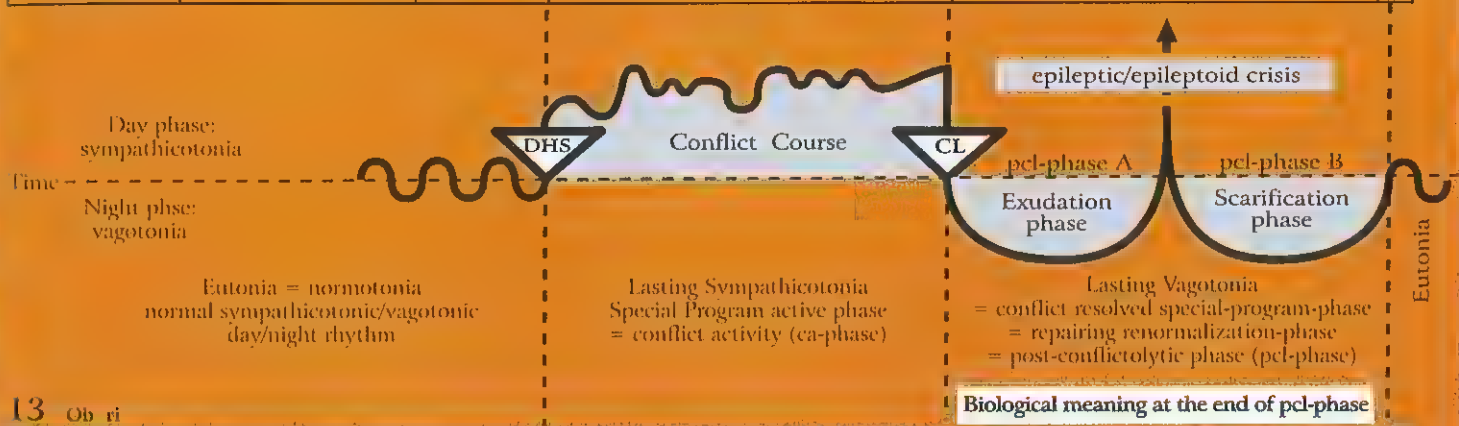 epileptic/epileptoid crisis
Day phase:
sympathicotonia
DHS
Conflict Course
CL
pcl-phase A
pcl-phase B
Time
Night phse:
vagotonia
Exudation
phase
Scarification
phase
Eutonia = normotonia
normal sympathicotonic/vagotonic
day/night rhythm
Lasting Sympathicotonia
Special Program active phase
= conflict activity (ca-phase)
Lasting Vagotonia
= conflict resolved special-program-phase
= repairing renormalization-phase
= post-conflictolytic phase (pcl-phase)
Eutonia
Biological meaning at the end of pcl-phase
13